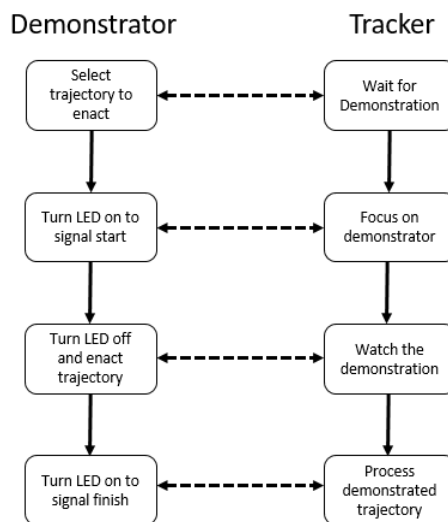 Demonstrator
Tracker
Select
trajectory to
enact
Wait for
Demonstration
Turn LED on to
signal start
Focus on
demonstrator
Turn LED off
and enact
trajectory
Watch the
demonstration
Turn LED on to
signal finish
Process
demonstrated
trajectory